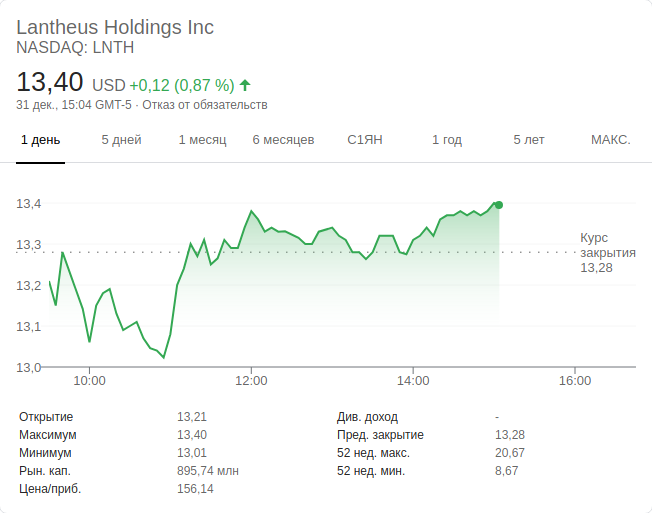 Lantheus Holdings Inc
NASDAQ: LNTH
13,40 USD +0,12 (0,87 %)
31 дек., 15:04 GMT-5 · Отказ от обязательств
1 день 5 дней 1 месяц 6 месяцев С1ЯН 1 год 5 лет МАКС.
13,4
13,3
13,2
13,1
13,0
Курс
закрытия
13,28
10:00 12:00 14:00 16:00
Открытие 13,21 Див. доход -
Максимум 13,40 Пред. закрытие 13,28
Минимум 13,01 52 нед. макс. 20,67
Рын. кап. 895,74 млн 52 нед. мин. 8,67
Цена/приб. 156,14